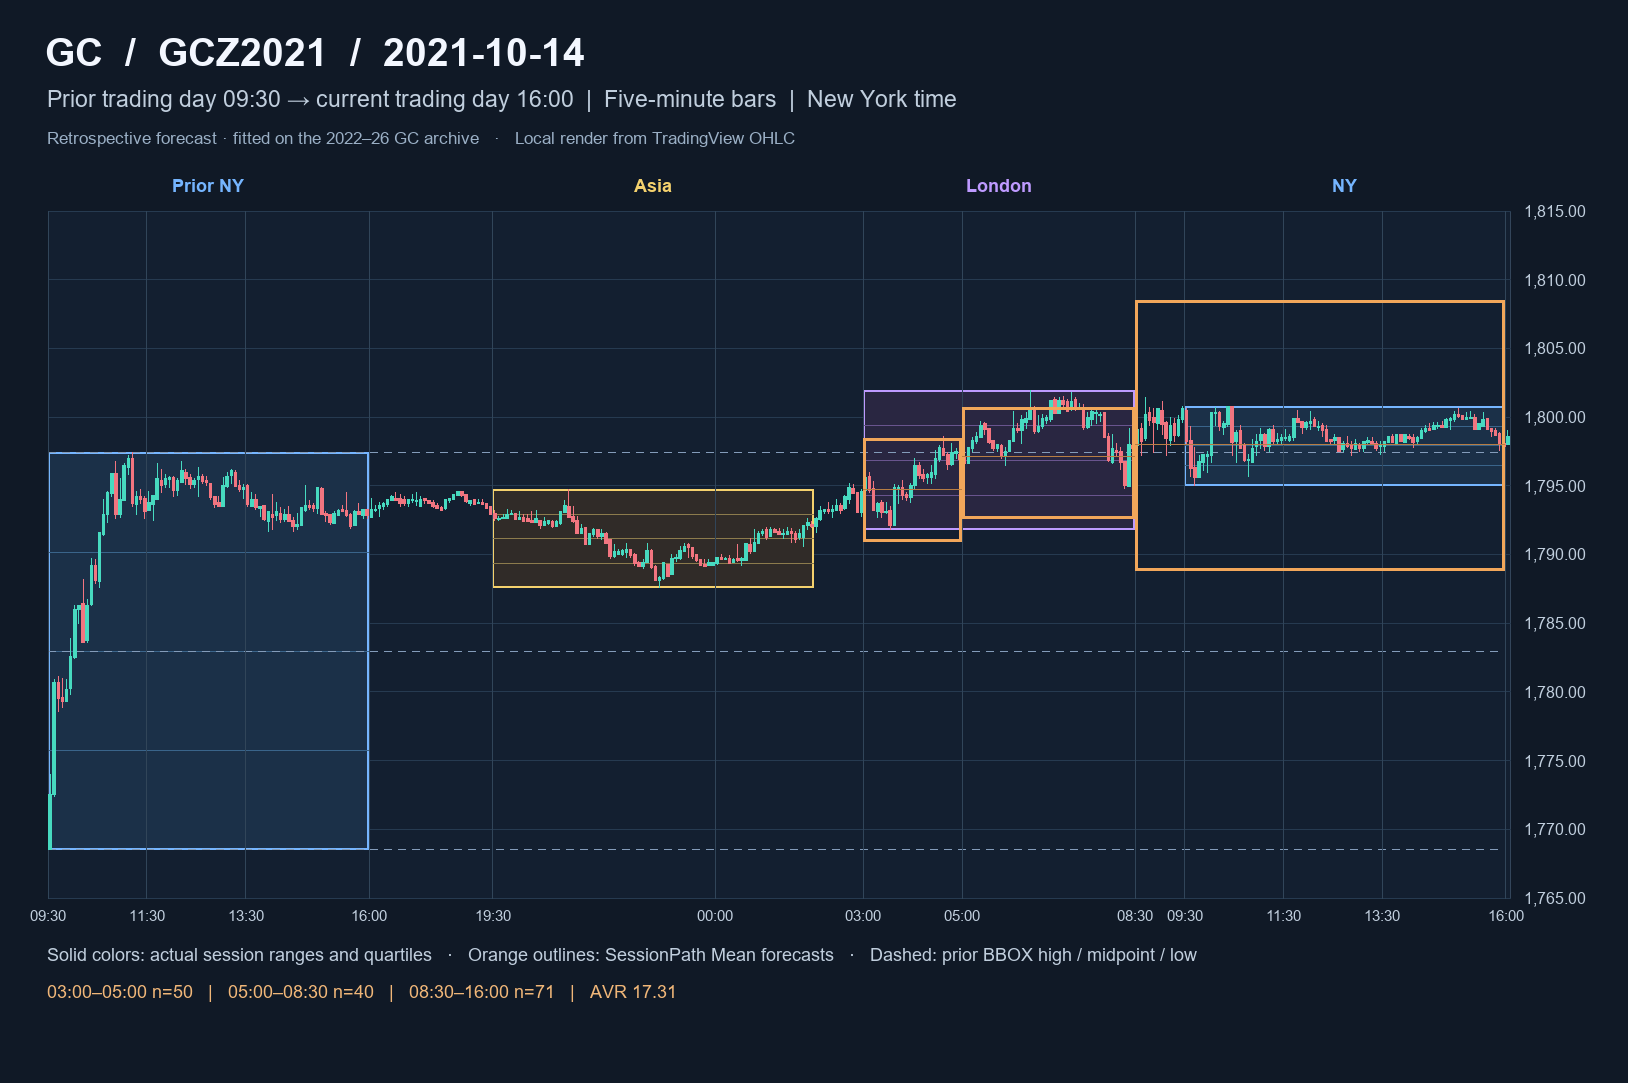 GC / GCZ2021 / 2021-10-14
Prior trading day 09:30 → current trading day 16:00 | Five-minute bars | New York time
Retrospective forecast · fitted on the 2022–26 GC archive · Local render from TradingView OHLC
Prior NY Asia London NY
1,815.00
1,810.00
1,805.00
1,800.00
1,795.00
1,790.00
1,785.00
1,780.00
1,775.00
1,770.00
1,765.00
09:30 11:30 13:30 16:00 19:30 00:00 03:00 05:00 08:30 09:30 11:30 13:30 16:00
Solid colors: actual session ranges and quartiles · Orange outlines: SessionPath Mean forecasts · Dashed: prior BBOX high / midpoint / low
03:00–05:00 n=50 | 05:00–08:30 n=40 | 08:30–16:00 n=71 | AVR 17.31